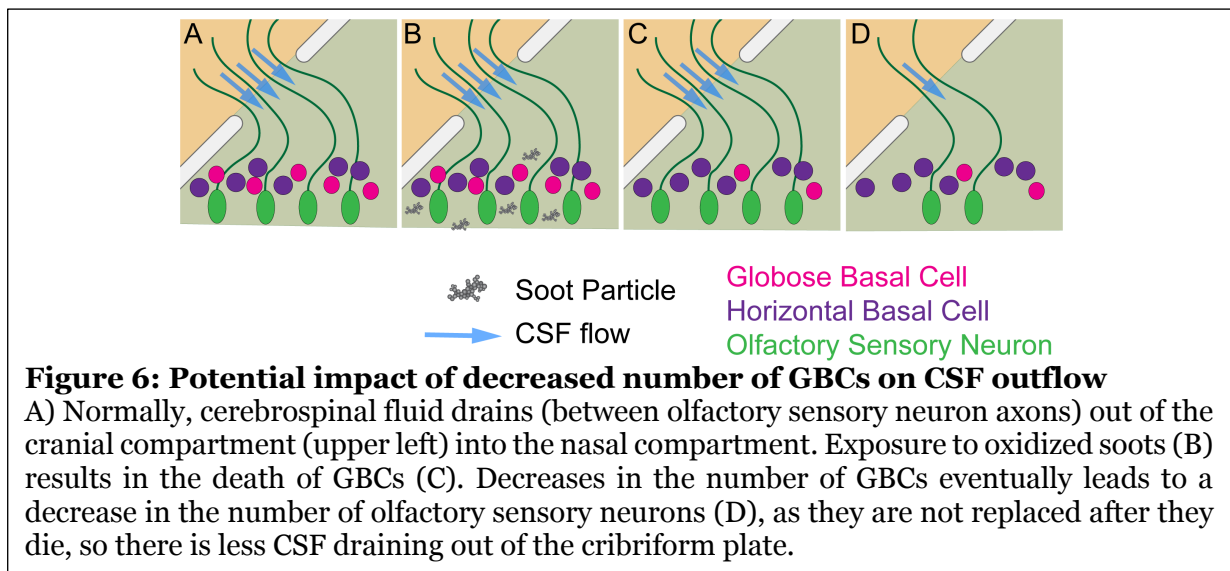 A B C D
Soot Particle
CSF flow
Globose Basal Cell
Horizontal Basal Cell
Olfactory Sensory Neuron
Figure 6: Potential impact of decreased number of GBCs on CSF outflow
A) Normally, cerebrospinal fluid drains (between olfactory sensory neuron axons) out of the
cranial compartment (upper left) into the nasal compartment. Exposure to oxidized soots (B)
results in the death of GBCs (C). Decreases in the number of GBCs eventually leads to a
decrease in the number of olfactory sensory neurons (D), as they are not replaced after they
die, so there is less CSF draining out of the cribriform plate.